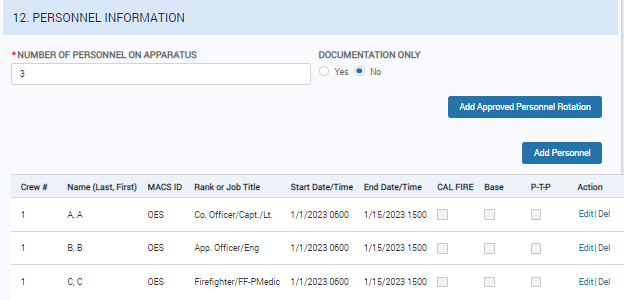 12. PERSONNEL INFORMATION
*NUMBER OF PERSONNEL ON APPARATUS DOCUMENTATION ONLY
3 Yes No
Add Approved Personnel Rotation
Add Personnel
Crew # Name (Last, First) MACS ID Rank or Job Title Start Date/Time End Date/Time CAL FIRE Base P-T-P Action
1 A, A OES Co. Officer/Capt./Lt. 1/1/2023 0600 1/15/2023 1500 Edit|Del
1 B, B OES App. Officer/Eng 1/1/2023 0600 1/15/2023 1500 Edit|Del
1 C, C OES Firefighter/FF-PMedic 1/1/2023 0600 1/15/2023 1500 Edit|Del